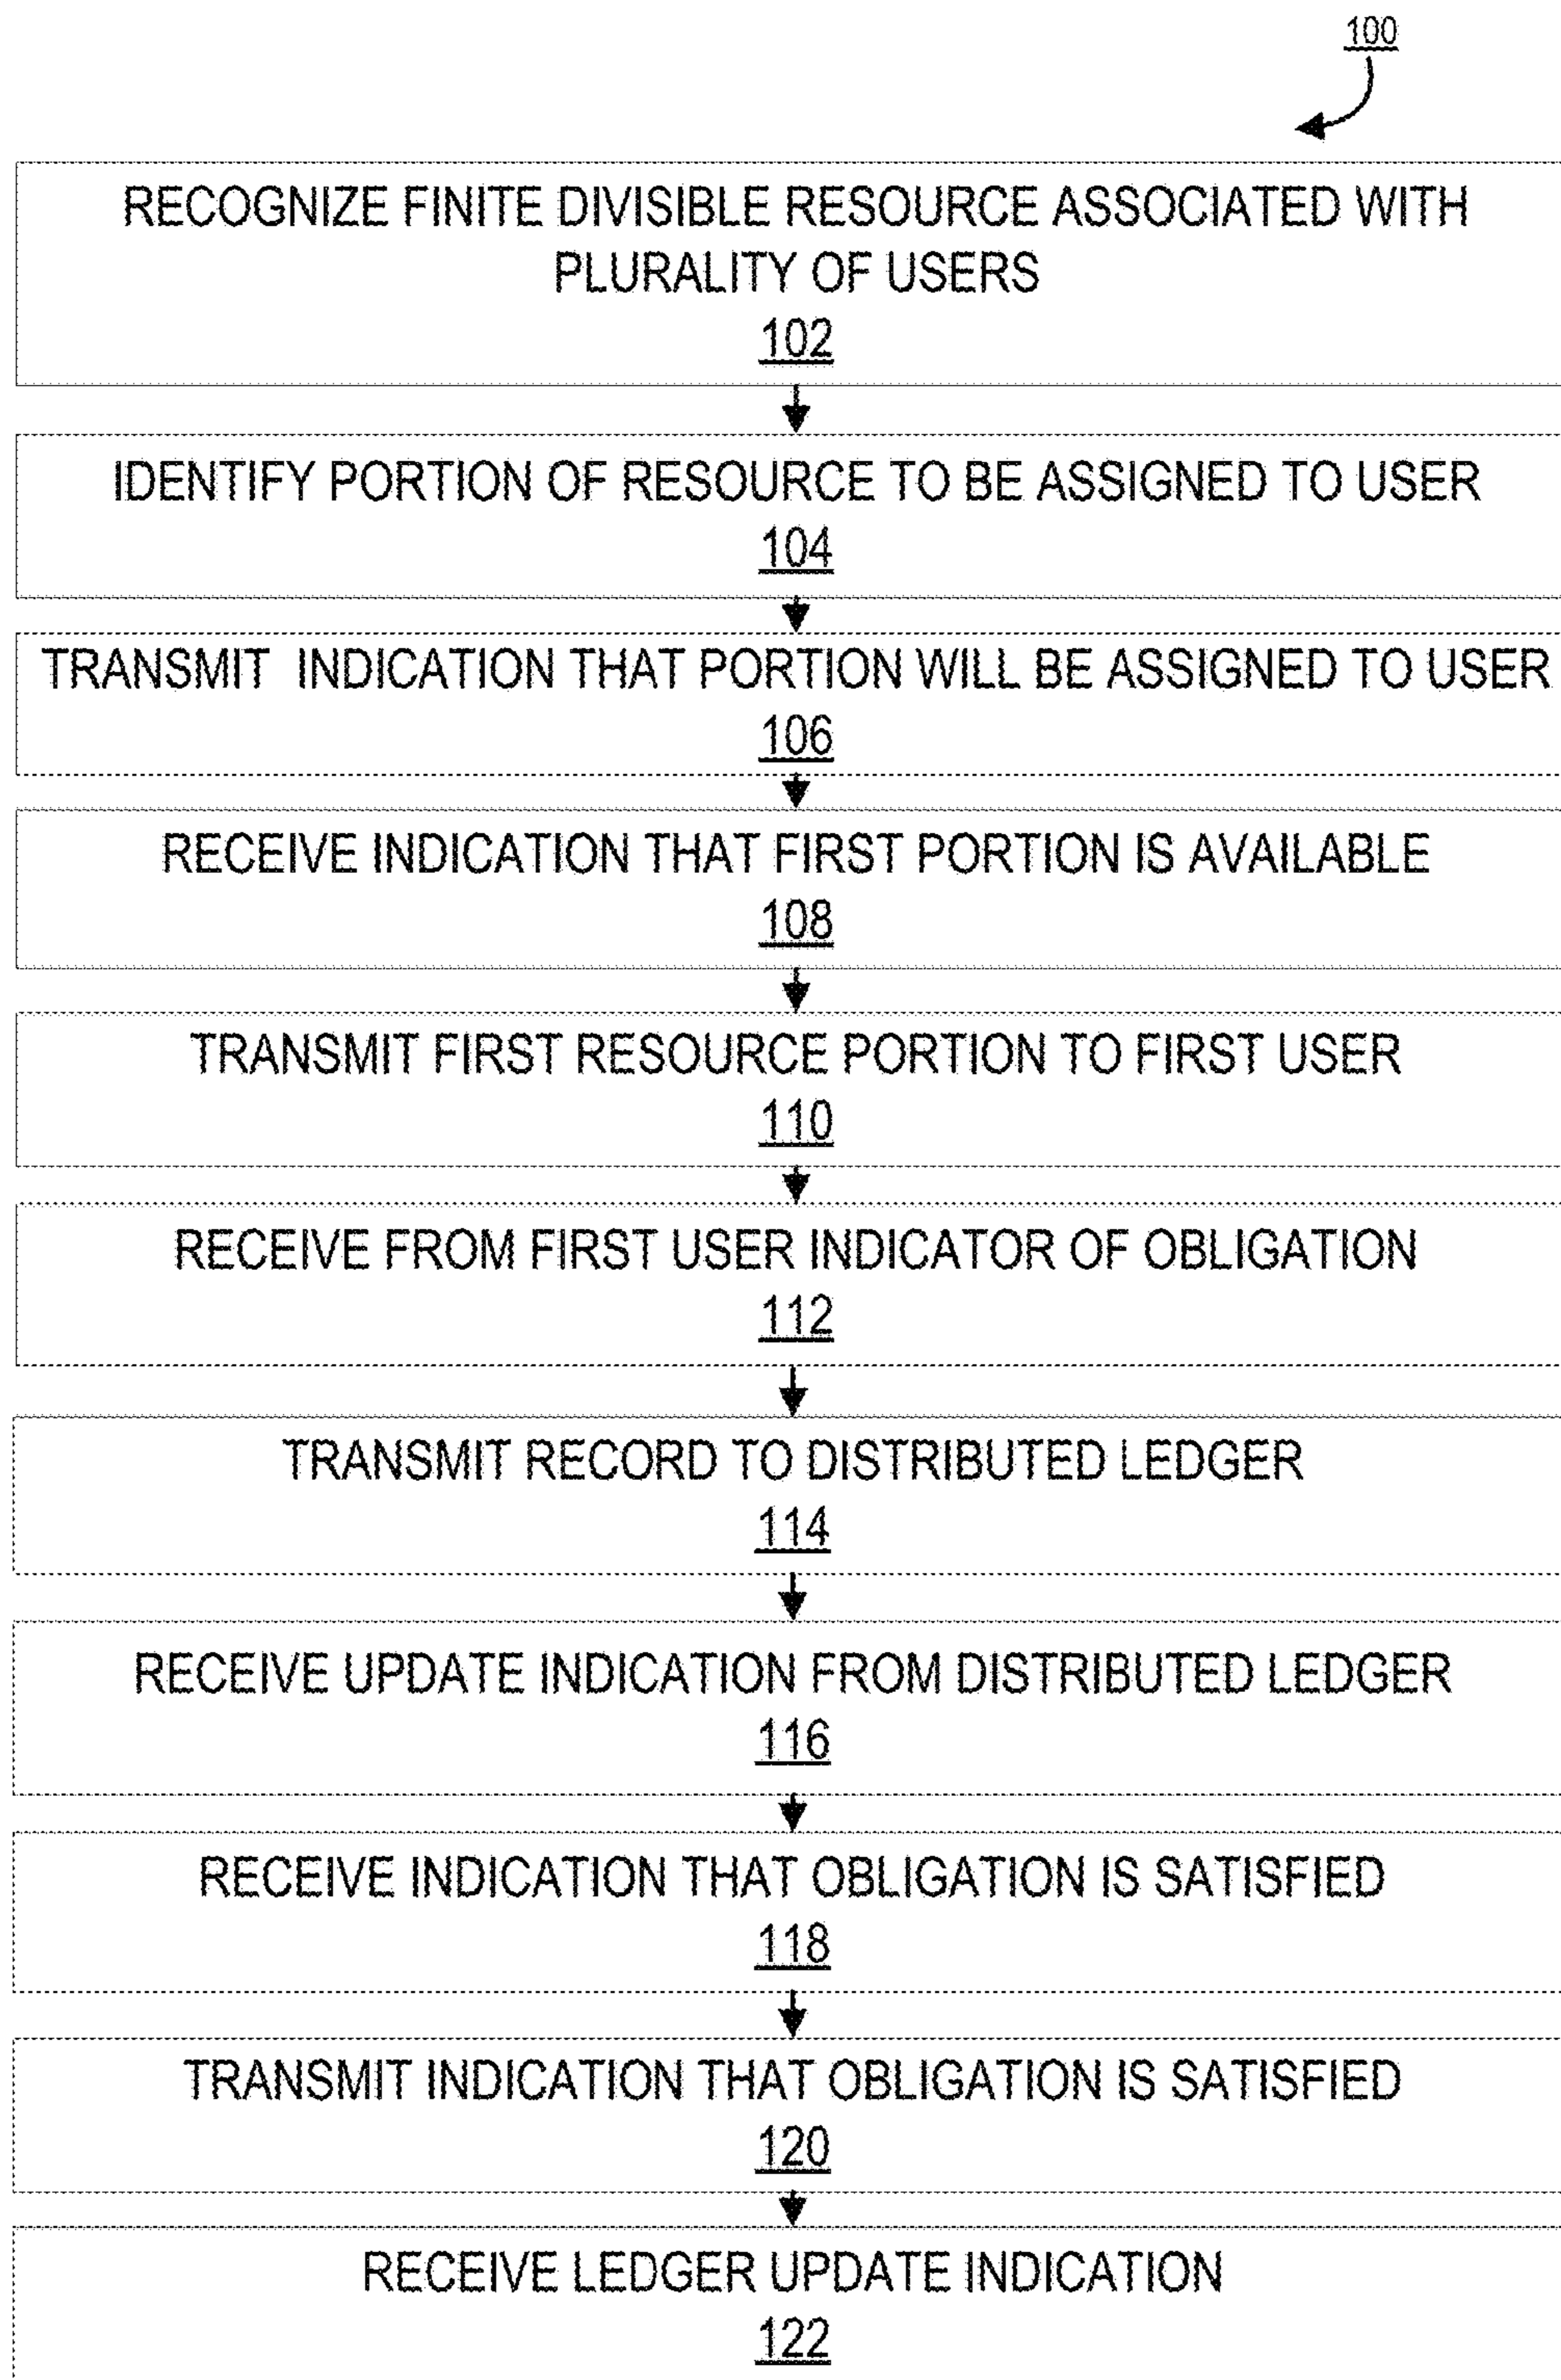 100
RECOGNIZE FINITE DIVISIBLE RESOURCE ASSOCIATED WITH
PLURALITY OF USERS
102
IDENTIFY PORTION OF RESOURCE TO BE ASSIGNED TO USER
104
TRANSMIT INDICATION THAT PORTION WILL BE ASSIGNED TO USER
106
RECEIVE INDICATION THAT FIRST PORTION IS AVAILABLE
108
TRANSMIT FIRST RESOURCE PORTION TO FIRST USER
110
RECEIVE FROM FIRST USER INDICATOR OF OBLIGATION
112
TRANSMIT RECORD TO DISTRIBUTED LEDGER
114
RECEIVE UPDATE INDICATION FROM DISTRIBUTED LEDGER
116
RECEIVE INDICATION THAT OBLIGATION IS SATISFIED
118
TRANSMIT INDICATION THAT OBLIGATION IS SATISFIED
120
RECEIVE LEDGER UPDATE INDICATION
122